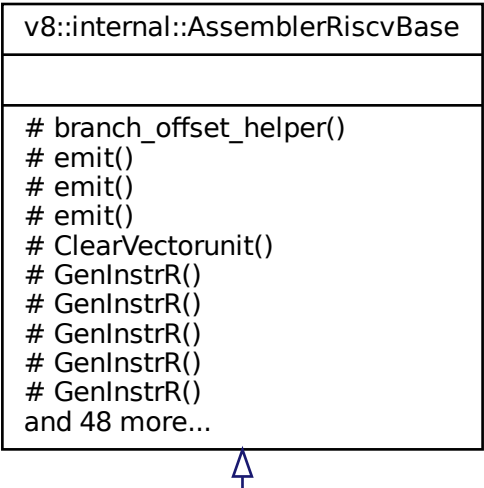 v8::internal::AssemblerRiscvBase
# branch_offset_helper()
# emit()
# emit()
# emit()
# ClearVectorunit()
# GenInstrR()
# GenInstrR()
# GenInstrR()
# GenInstrR()
# GenInstrR()
and 48 more...